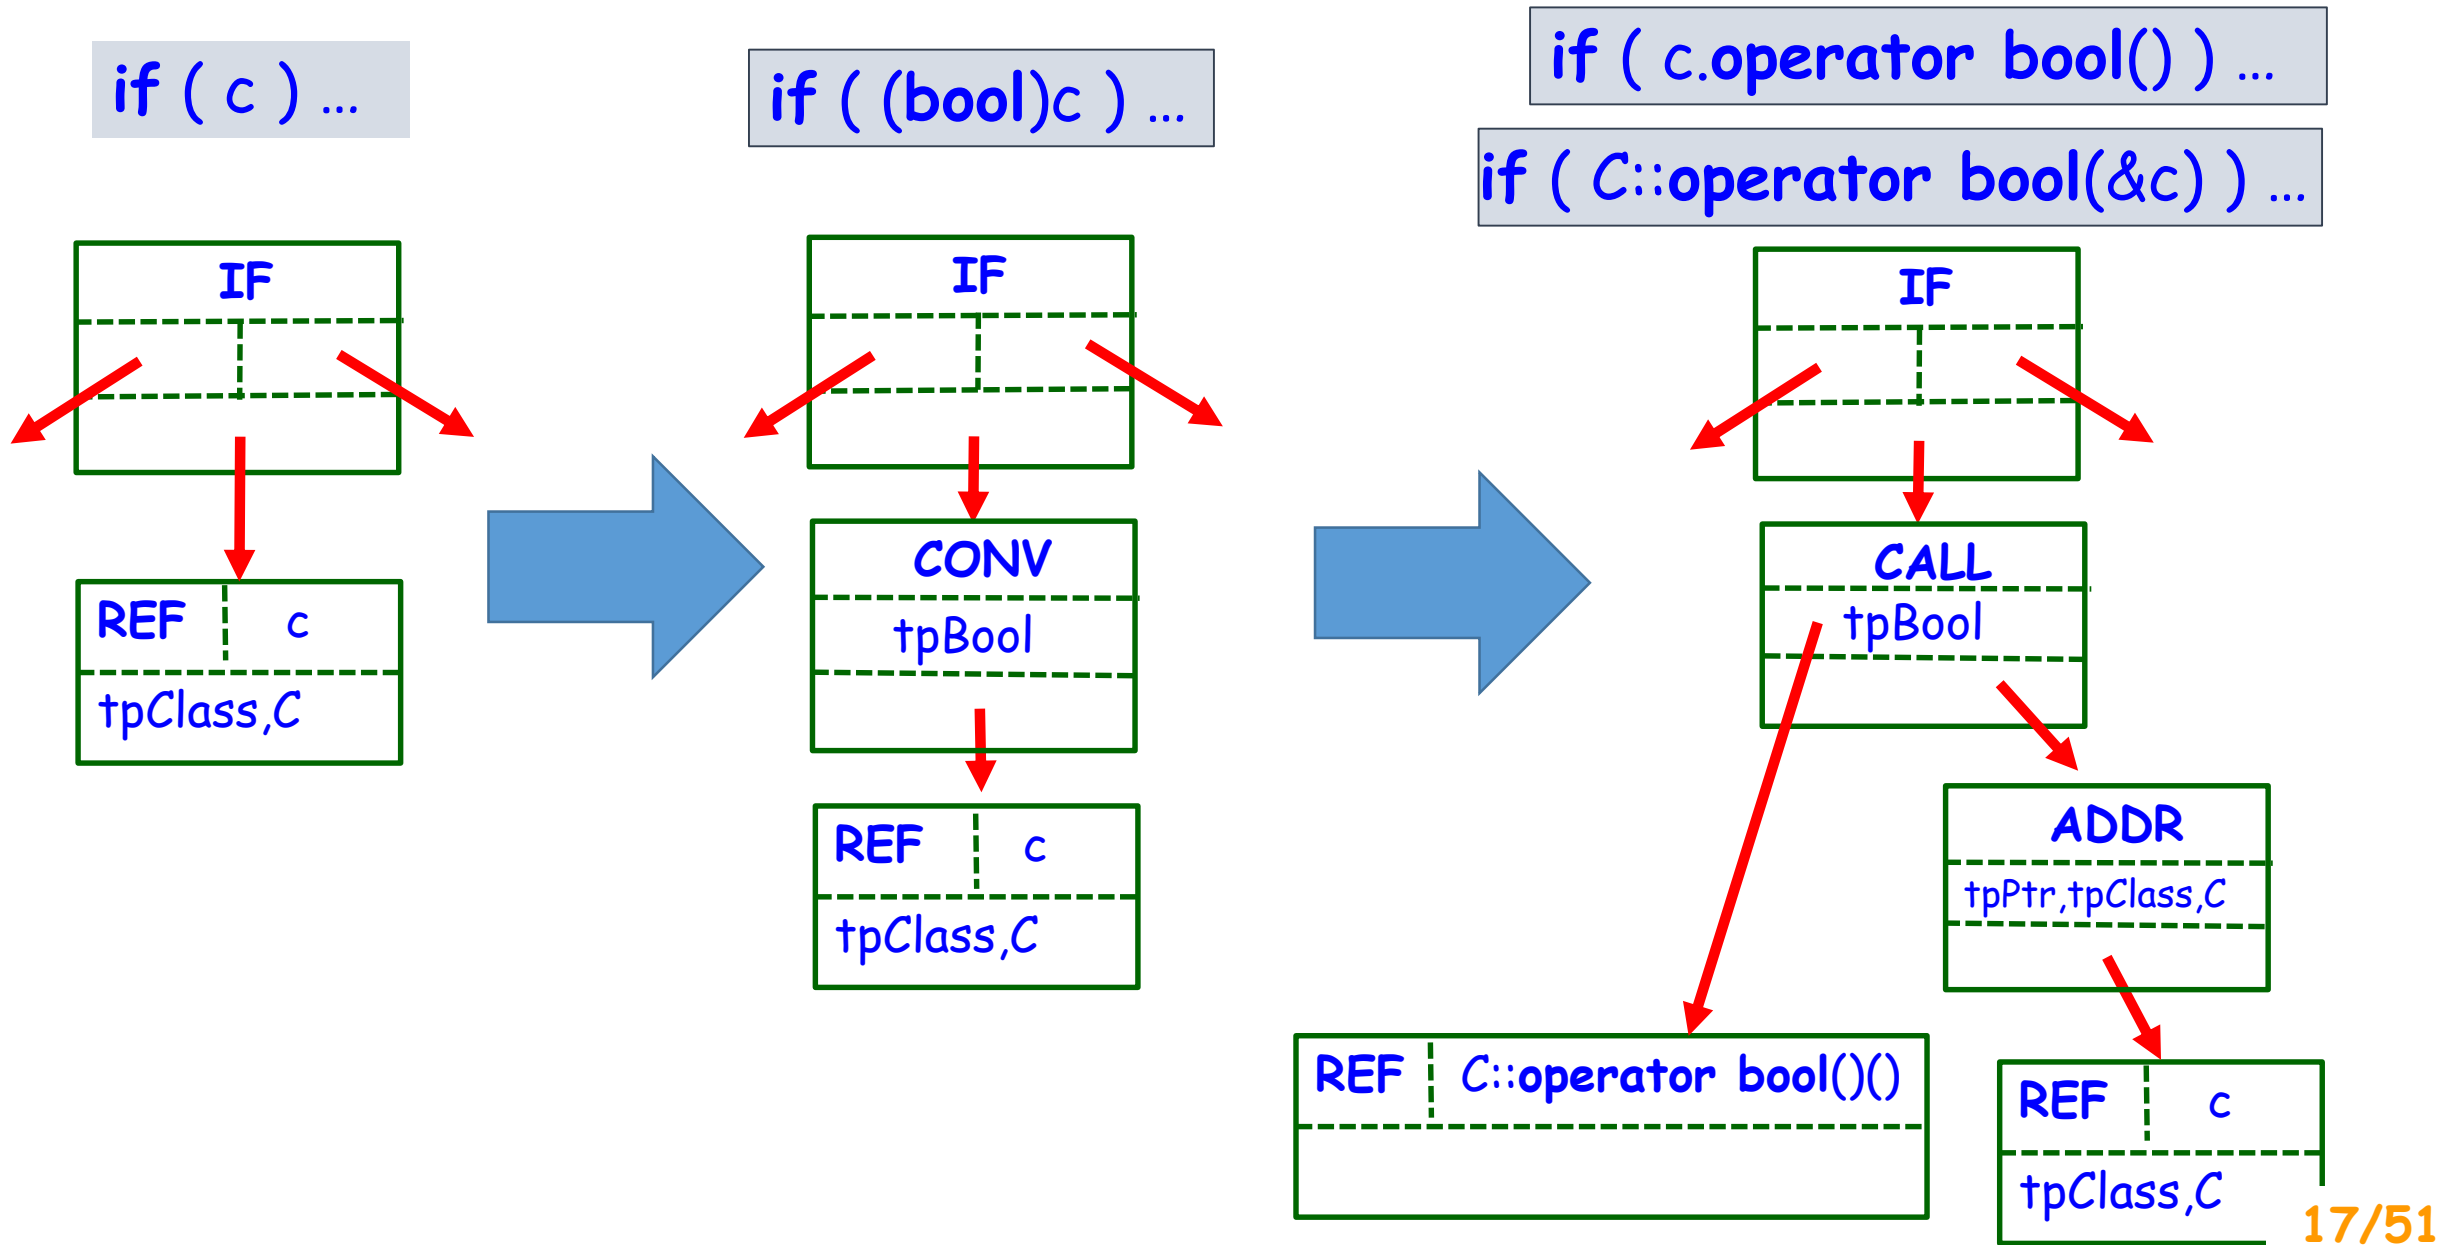 if ( c ) …
IF
REF c
tpClass,C
if ( (bool)c ) …
IF
CONV
tpBool
REF c
tpClass,C
if ( c.operator bool() ) …
if ( C::operator bool(&c) ) …
IF
CALL
tpBool
ADDR
tpPtr,tpClass,C
REF C::operator bool()()
REF c
tpClass,C
17/51